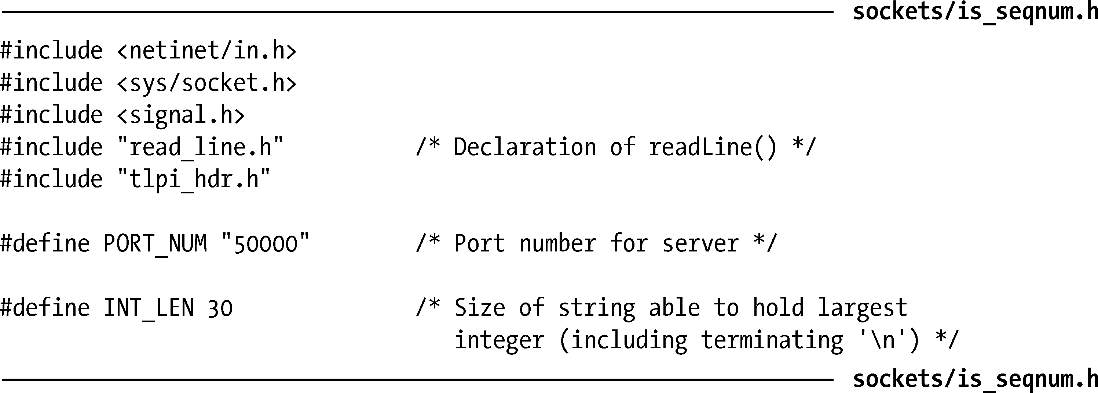 sockets/is_seqnum.h
#include <netinet/in.h>
#include <sys/socket.h>
#include <signal.h>
#include "read_line.h" /* Declaration of readLine() */
#include "tlpi_hdr.h"
#define PORT_NUM "50000" /* Port number for server */
#define INT_LEN 30 /* Size of string able to hold largest
integer (including terminating '\n') */
sockets/is_seqnum.h